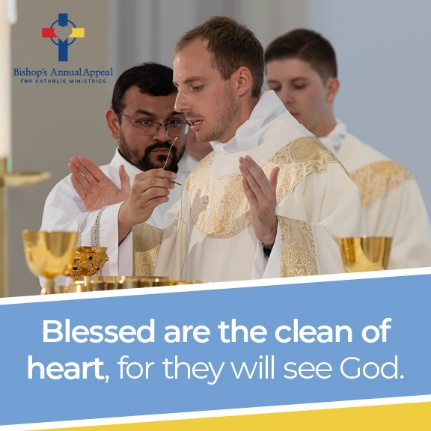 Bishop's Annual Appeal
FOR CATHOLIC MINISTRIES
Blessed are the clean of
heart, for they will see God.